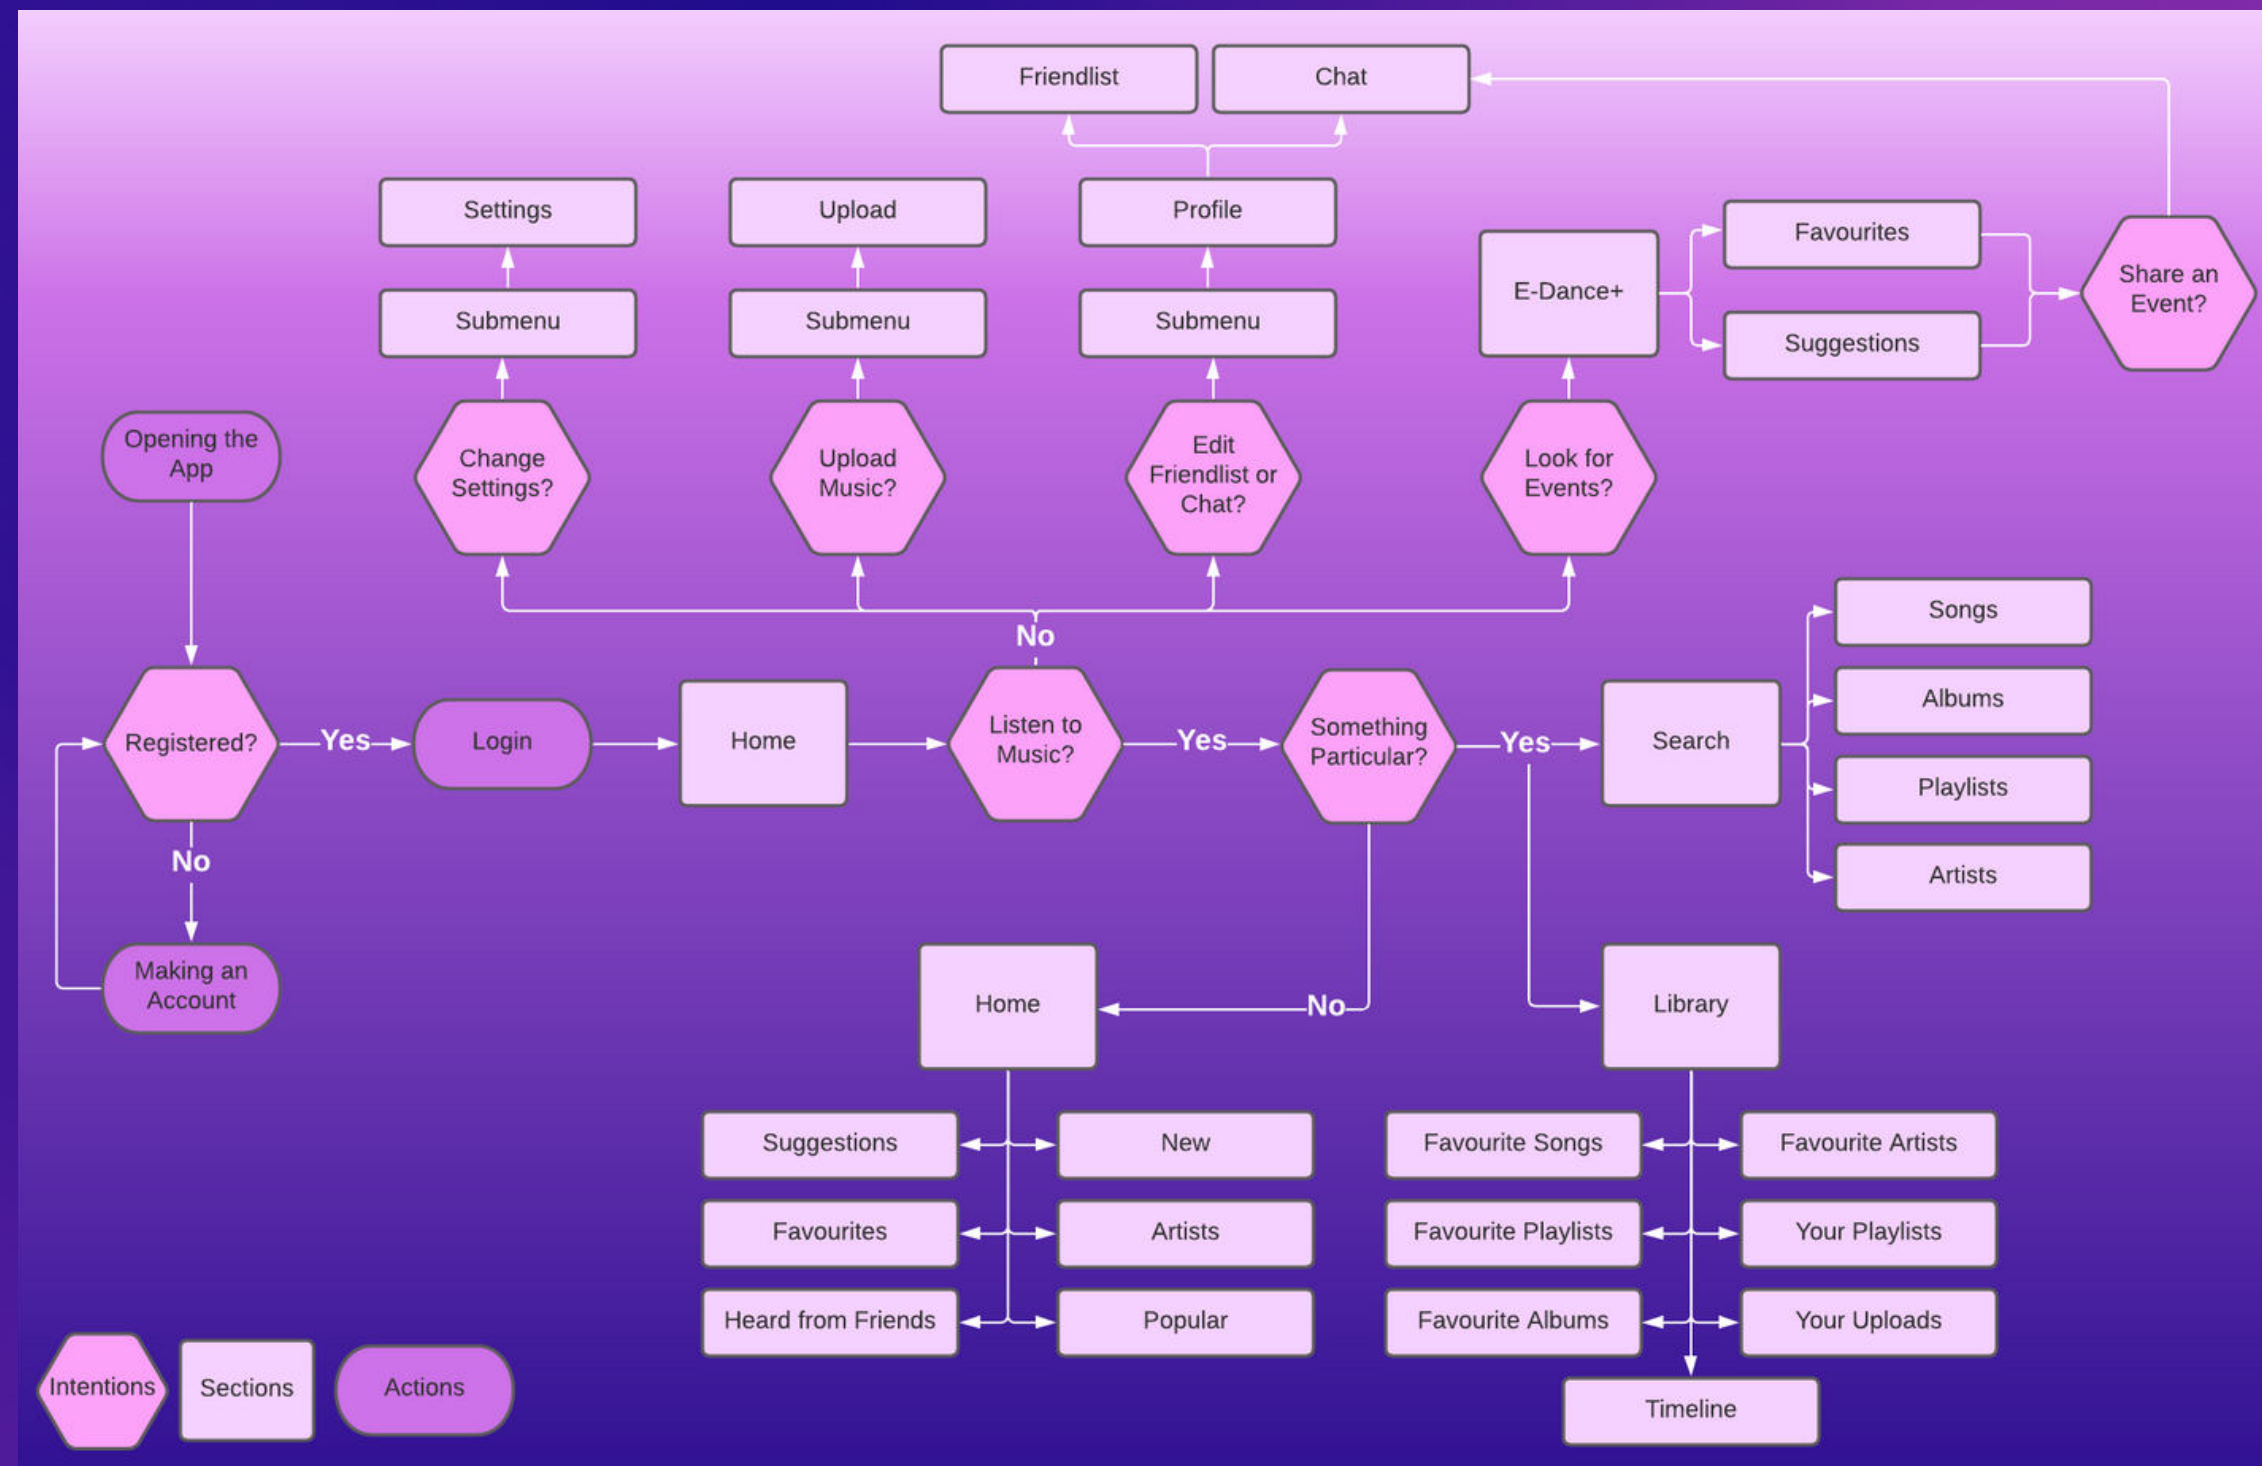 Friendlist
Chat
Settings
Upload
Profile
Favourites
E-Dance+
Share an
Event?
Submenu
Submenu
Submenu
Suggestions
Opening the
App
Change
Settings?
Upload
Music?
Edit
Friendlist or
Chat?
Look for
Events?
No
Songs
Albums
Registered?
Yes
Login
Home
Listen to
Music?
Yes
Something
Particular?
Yes
Search
Playlists
Artists
No
Making an
Account
Home
No
Library
Suggestions
New
Favourite Songs
Favourite Artists
Favourites
Artists
Favourite Playlists
Your Playlists
Heard from Friends
Popular
Favourite Albums
Your Uploads
Timeline
Intentions
Sections
Actions